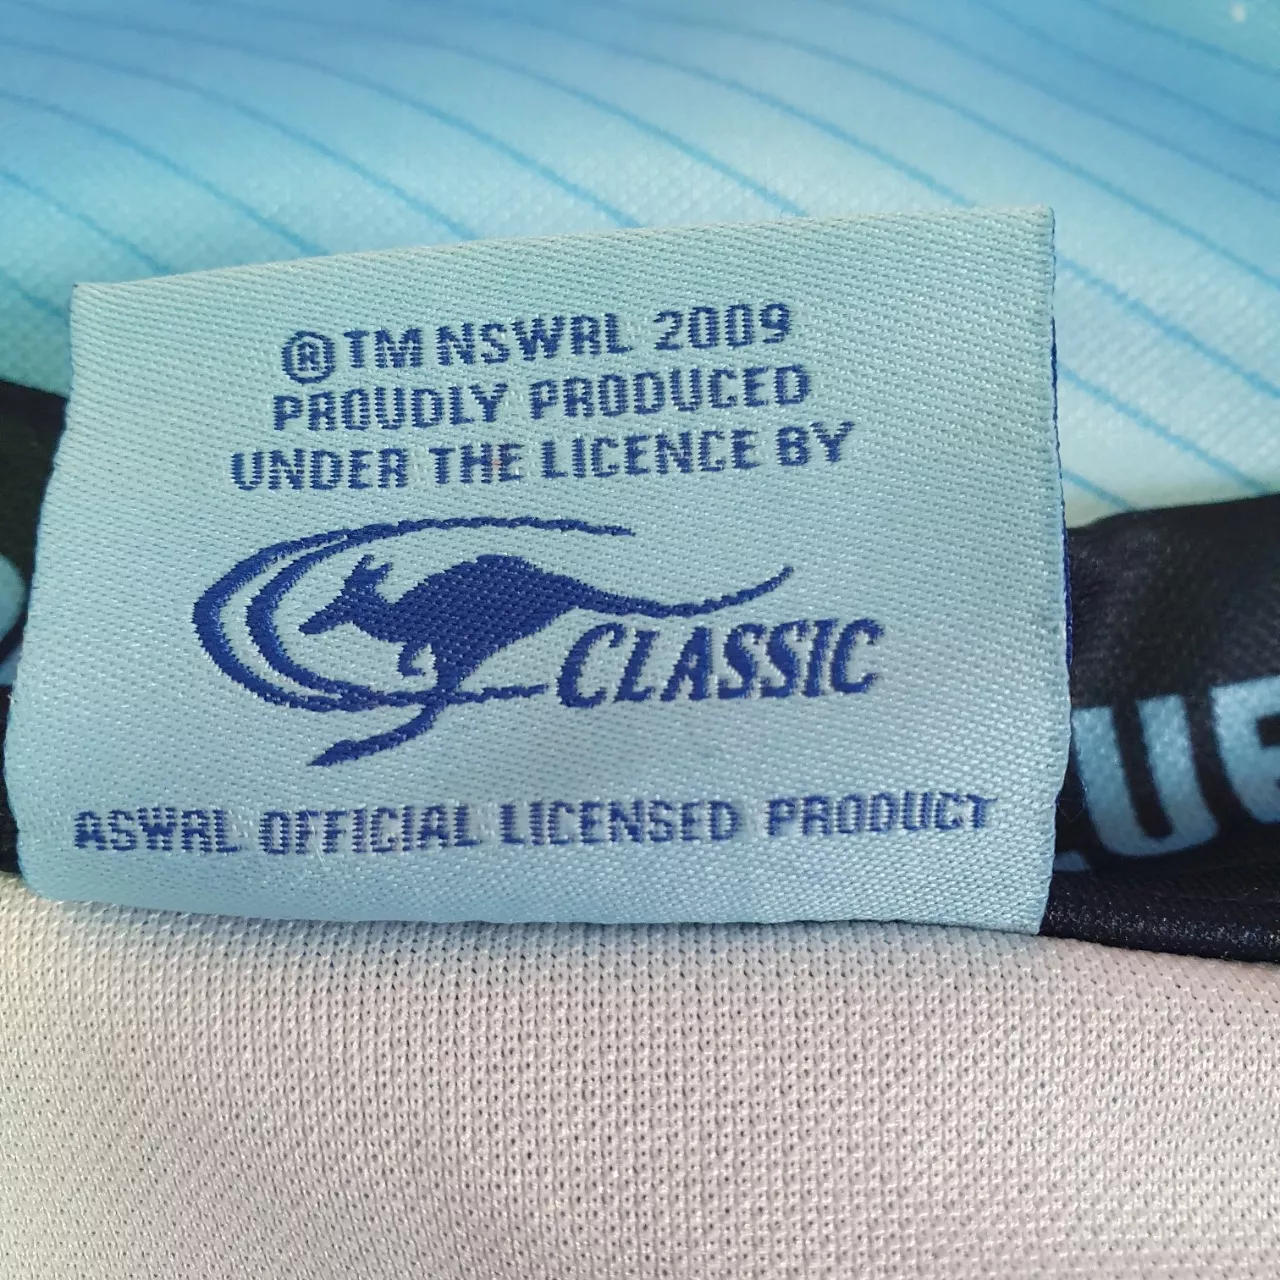 ®TM NSWRL 2009
PROUDLY PRODUCED
UNDER THE LICENCE BY
CLASSIC
ASWRL OFFICIAL LICENSED PRODUCT